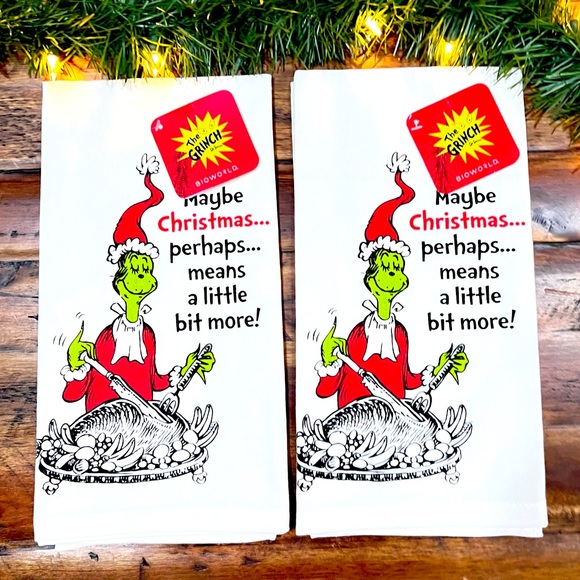 The
GRINCH
BIOWORLD
Maybe
Christmas...
perhaps...
means
a little
bit more!
The
GRINCH
BIOWORLD
Maybe
Christmas...
perhaps...
means
a little
bit more!